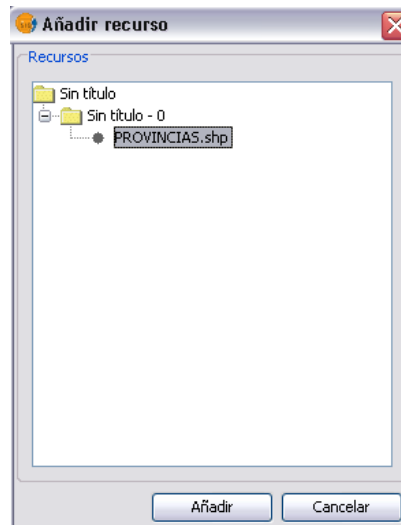 Añadir recurso
Recursos
Sin título
Sin título - 0
PROVINCIAS.shp
Añadir Cancelar